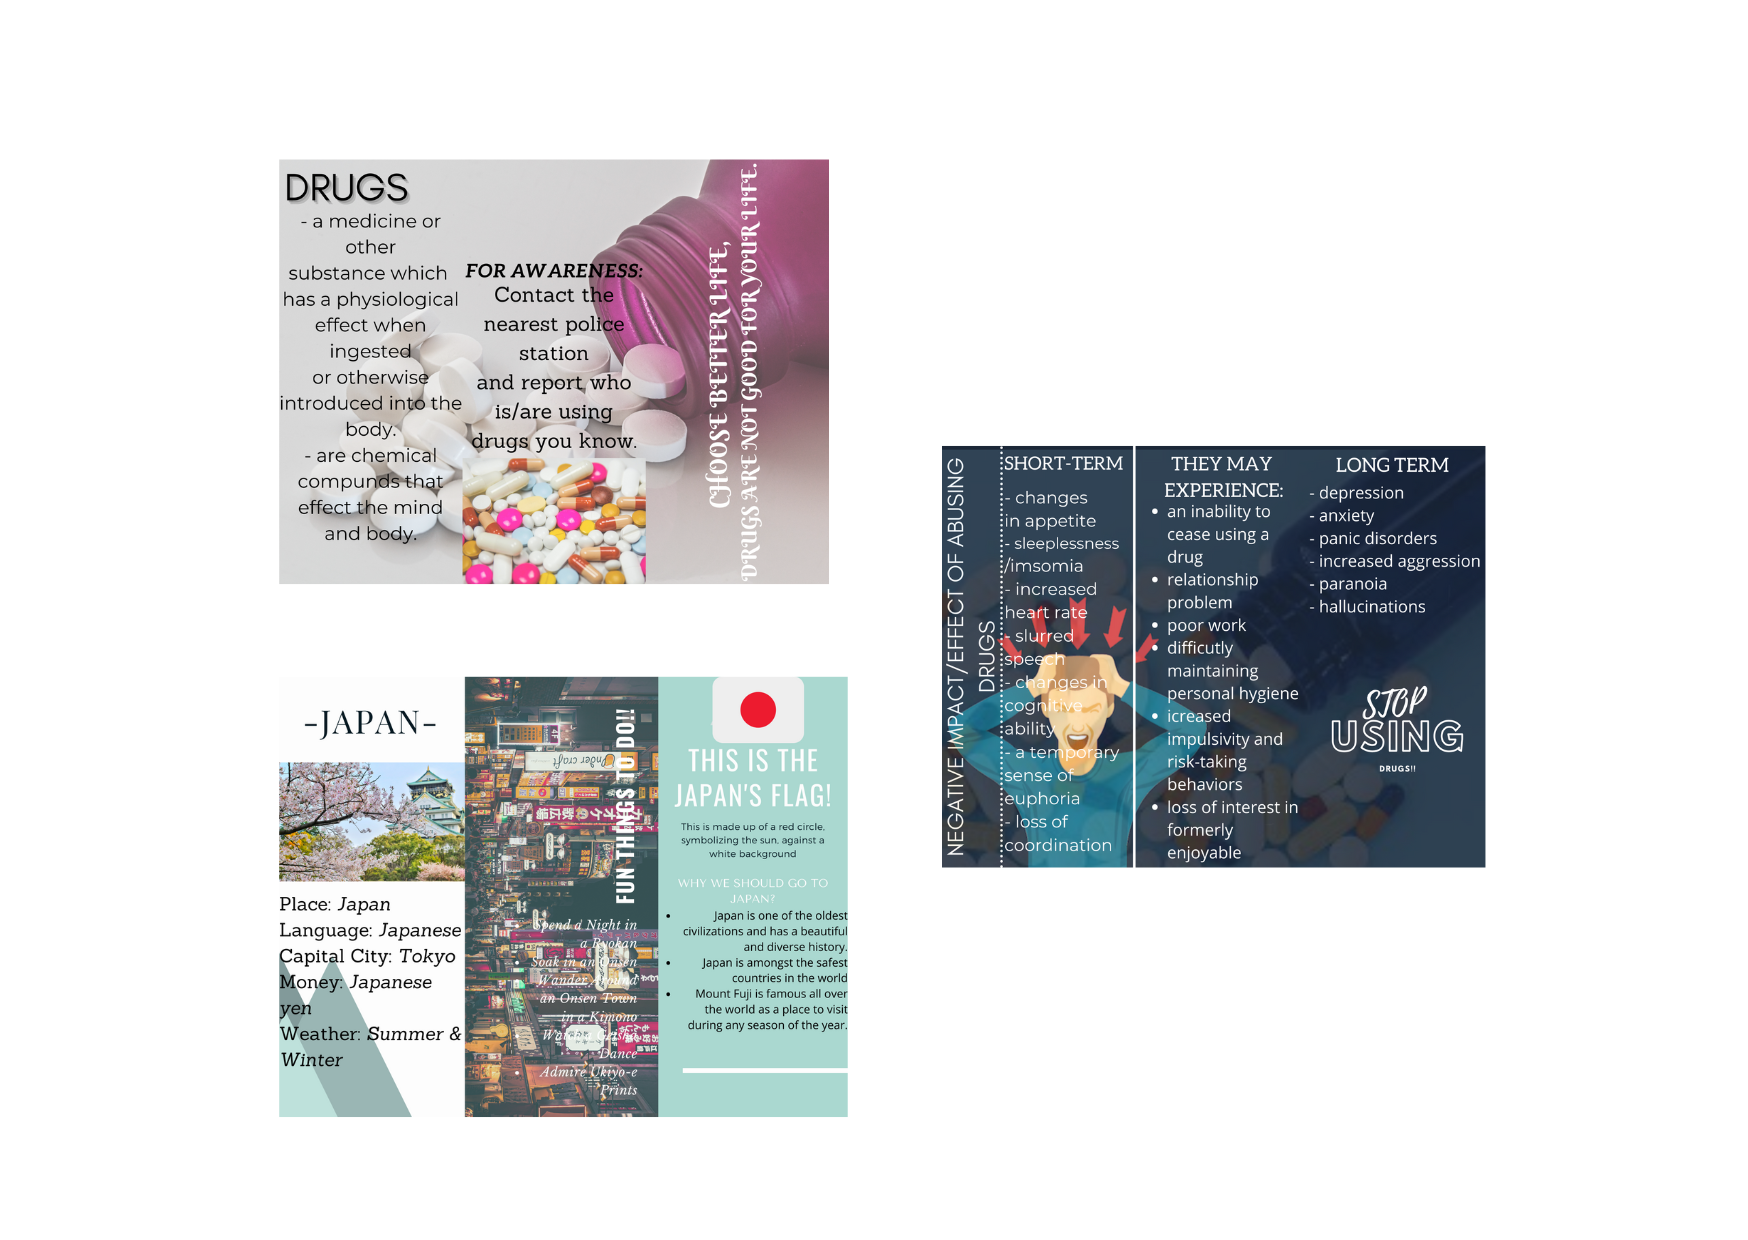 DRUGS
- a medicine or
other
substance which
has a physiological
effect when
ingested
or otherwise
introduced into the
body.
- are chemical
compunds that
effect the mind
and body.
FOR AWARENESS:
Contact the
nearest police
station
and report who
is/are using
drugs you know.
CHOOSE BETTER LIFE,
DRUGS ARE NOT GOOD FOR YOUR LIFE.
-JAPAN-
Place: Japan
Language: Japanese
Capital City: Tokyo
Money: Japanese
yen
Weather: Summer &
Winter
FUN THINGS TO DO!!
Under craft
Spend a Night in
a Ryokan
Soak in an Onsen
Wander Around
an Onsen Town
in a Kimono
Watch a Geisha
Dance
Admire Ukiyo-e
Prints
THIS IS THE
JAPAN'S FLAG!
This is made up of a red circle,
symbolizing the sun, against a
white background
WHY WE SHOULD GO TO
JAPAN?
Japan is one of the oldest
civilizations and has a beautiful
and diverse history.
Japan is amongst the safest
countries in the world
Mount Fuji is famous all over
the world as a place to visit
during any season of the year.
NEGATIVE IMPACT/EFFECT OF ABUSING
DRUGS
SHORT-TERM
- changes
in appetite
- sleeplessness
/imsomia
- increased
heart rate
- slurred
speech
- changes in
cognitive
ability
- a temporary
sense of
euphoria
- loss of
coordination
THEY MAY
EXPERIENCE:
• an inability to
cease using a
drug
• relationship
problem
• poor work
• difficutly
maintaining
personal hygiene
• icreased
impulsivity and
risk-taking
behaviors
• loss of interest in
formerly
enjoyable
LONG TERM
- depression
- anxiety
- panic disorders
- increased aggression
- paranoia
- hallucinations
STOP
USING
DRUGS!!